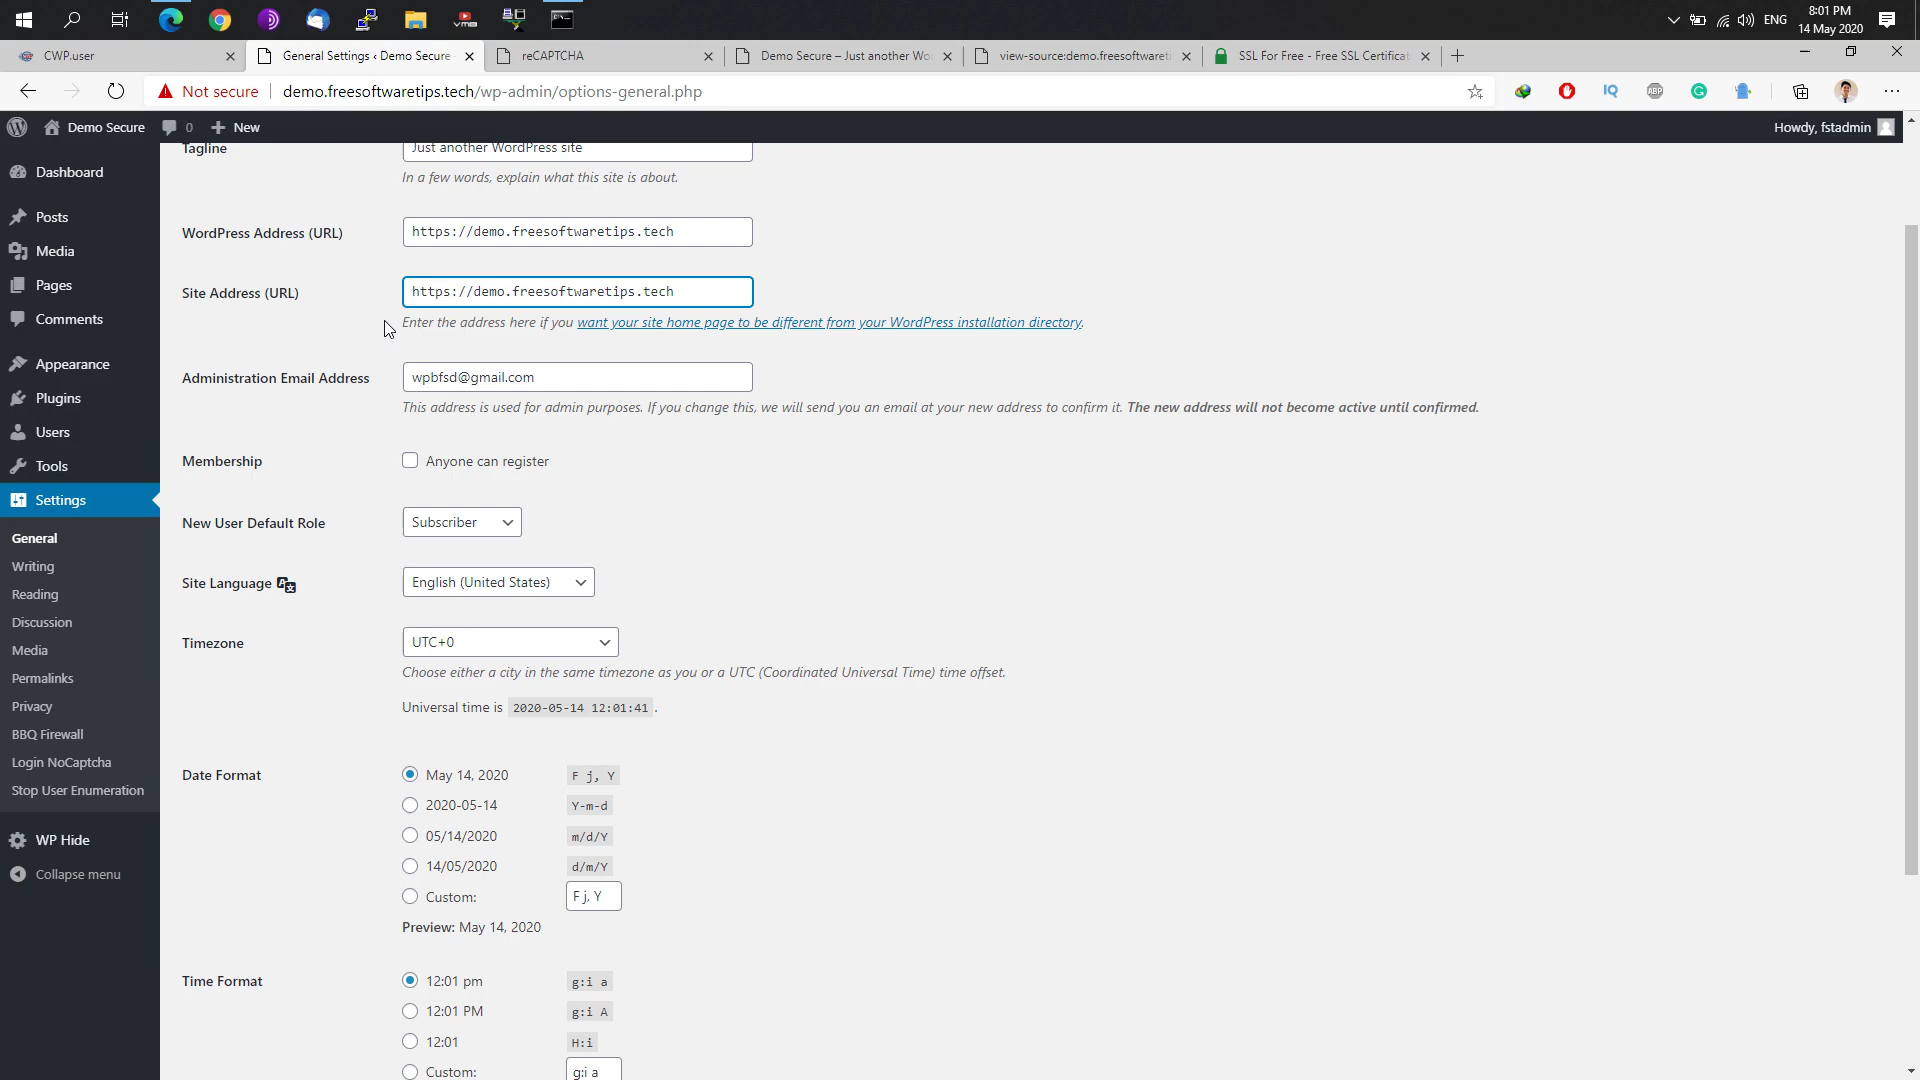 ENG
8:01 PM
14 May 2020
CWP.user
General Settings ‹ Demo Secure
reCAPTCHA
Demo Secure – Just another Wo
view-source:demo.freesoftwareti
SSL For Free - Free SSL Certificat
Not secure
demo.freesoftwaretips.tech/wp-admin/options-general.php
IQ
ABP
Demo Secure
0
New
Howdy, fstadmin
Dashboard
Posts
Media
Pages
Comments
Appearance
Plugins
Users
Tools
Settings
General
Writing
Reading
Discussion
Media
Permalinks
Privacy
BBQ Firewall
Login NoCaptcha
Stop User Enumeration
WP Hide
Collapse menu
Tagline
Just another WordPress site
In a few words, explain what this site is about.
WordPress Address (URL)
https://demo.freesoftwaretips.tech
Site Address (URL)
https://demo.freesoftwaretips.tech
Enter the address here if you want your site home page to be different from your WordPress installation directory.
Administration Email Address
wpbfsd@gmail.com
This address is used for admin purposes. If you change this, we will send you an email at your new address to confirm it. The new address will not become active until confirmed.
Membership
Anyone can register
New User Default Role
Subscriber
Site Language
English (United States)
Timezone
UTC+0
Choose either a city in the same timezone as you or a UTC (Coordinated Universal Time) time offset.
Universal time is 2020-05-14 12:01:41 .
Date Format
May 14, 2020 F j, Y
2020-05-14 Y-m-d
05/14/2020 m/d/Y
14/05/2020 d/m/Y
Custom: F j, Y
Preview: May 14, 2020
Time Format
12:01 pm g:i a
12:01 PM g:i A
12:01 H:i
Custom: g:i a